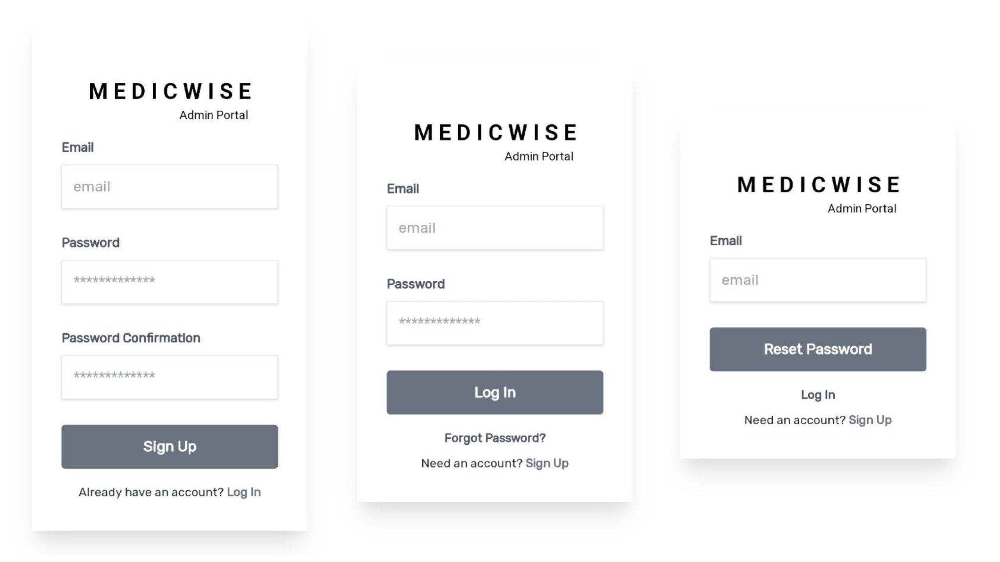 MEDICWISE
Admin Portal
Email
email
Password
*************
Password Confirmation
*************
Sign Up
Already have an account? Log In
MEDICWISE
Admin Portal
Email
email
Password
*************
Log In
Forgot Password?
Need an account? Sign Up
MEDICWISE
Admin Portal
Email
email
Reset Password
Log In
Need an account? Sign Up